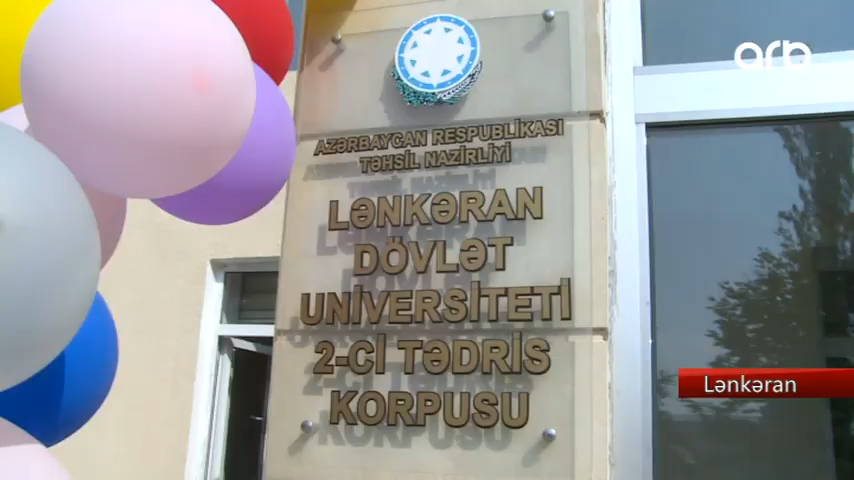 arb
AZƏRBAYCAN RESPUBLİKASI
TƏHSİL NAZİRLİYİ
LƏNKƏRAN
DÖVLƏT
UNİVERSİTETİ
2-Cİ TƏDRİS
KORPUSU
Lənkəran